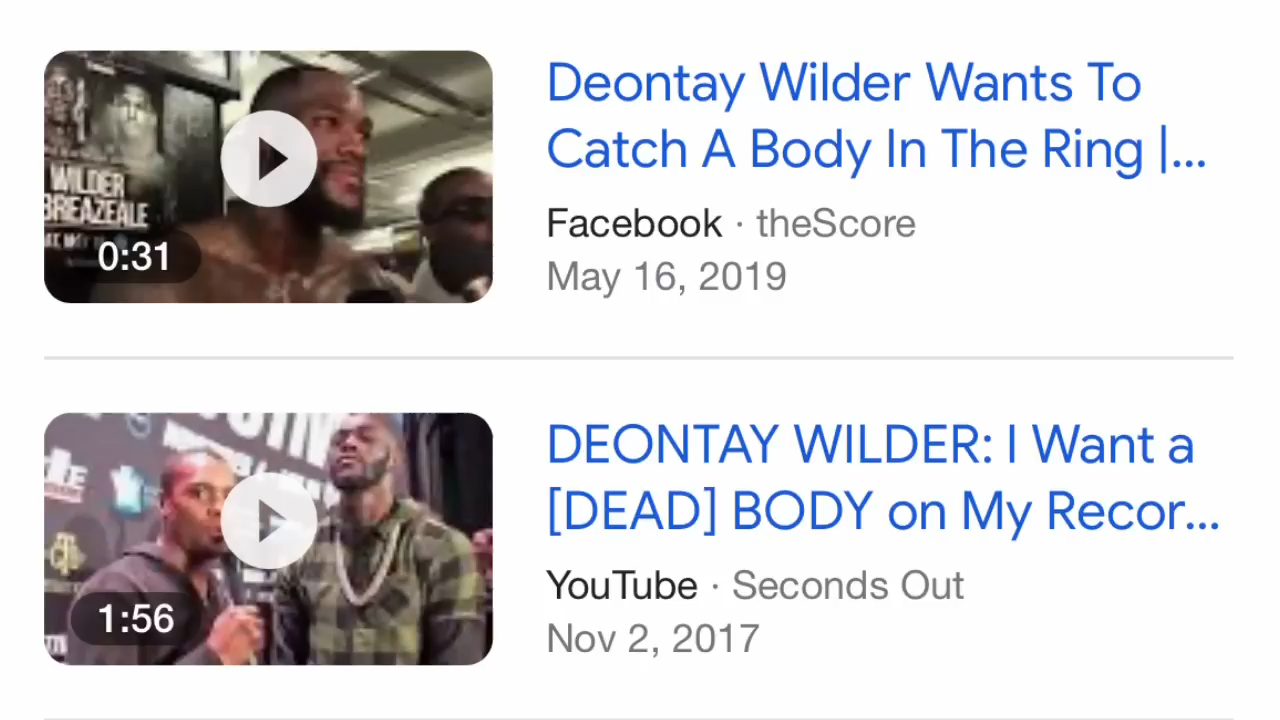 Deontay Wilder Wants To
Catch A Body In The Ring |...
Facebook · theScore
May 16, 2019
WILDER
BREAZEALE
0:31
DEONTAY WILDER: I Want a
[DEAD] BODY on My Recor...
YouTube · Seconds Out
Nov 2, 2017
1:56